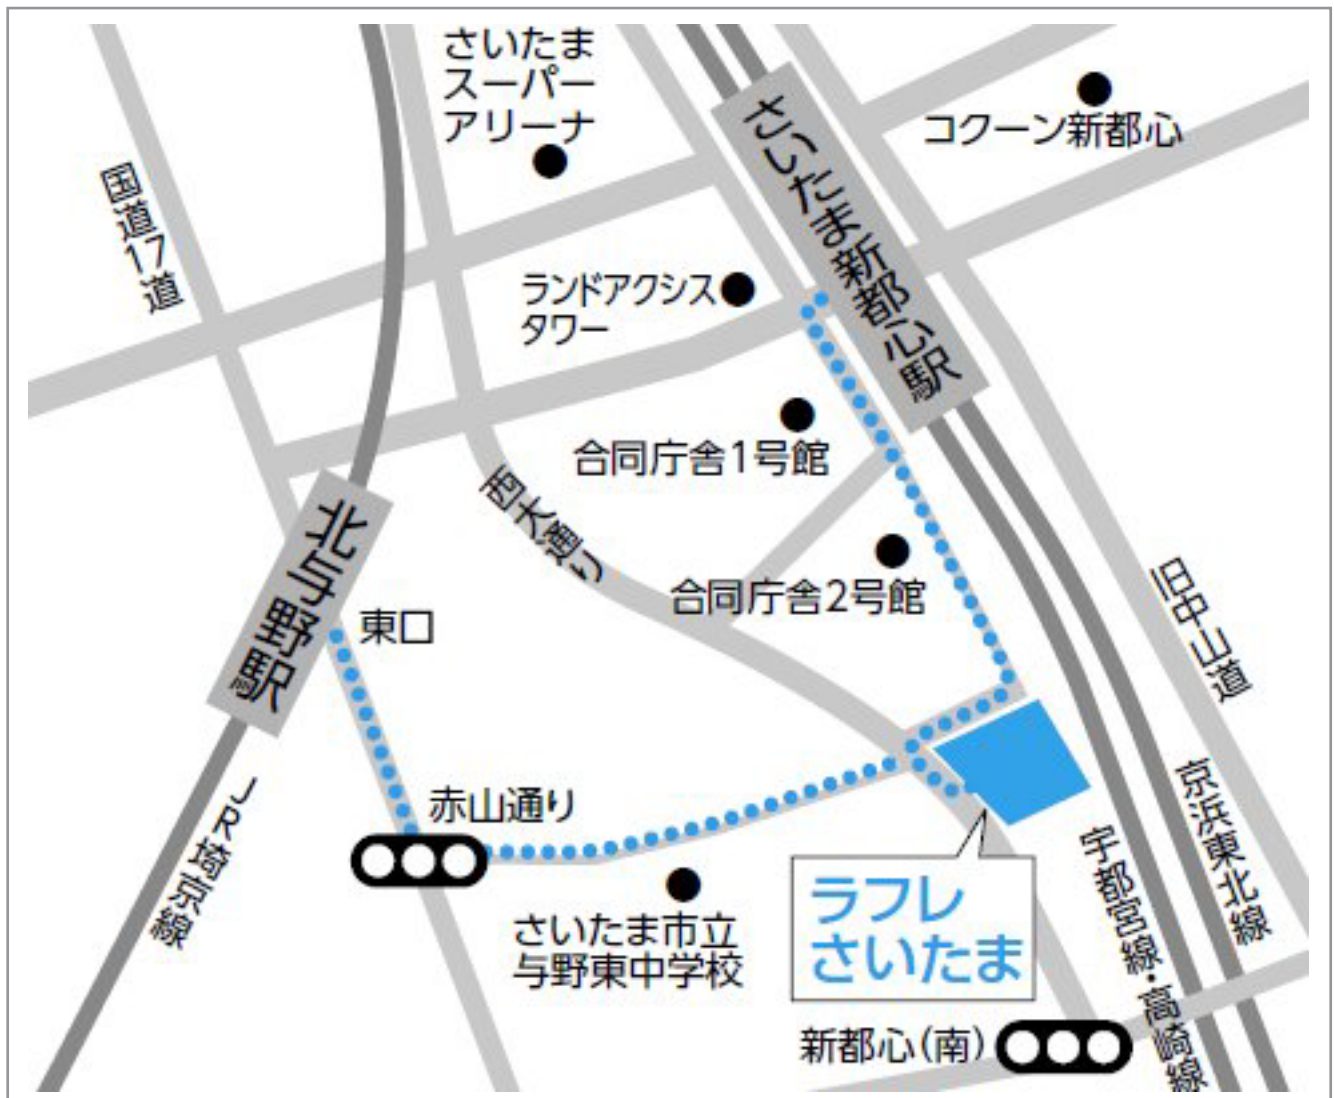 さいたま
スーパー
アリーナ
コクーン新都心
さいたま新都心駅
国道17道
ランドアクシス
タワー
合同庁舎1号館
西大通り
北与野駅
合同庁舎2号館
東口
旧中山道
赤山通り
JR埼京線
京浜東北線
宇都宮線・高崎線
ラフレ
さいたま
さいたま市立
与野東中学校
新都心(南)